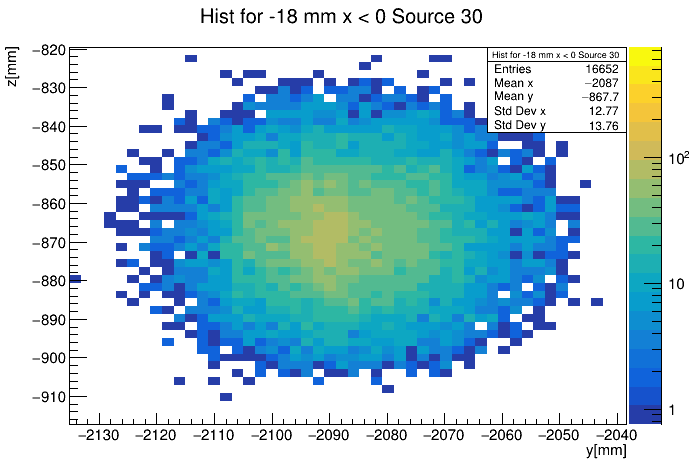 Hist for -18 mm x < 0 Source 30
z[mm]
−820
−830
−840
−850
−860
−870
−880
−890
−900
−910
Hist for -18 mm x < 0 Source 30
Entries 16652
Mean x −2087
Mean y −867.7
Std Dev x 12.77
Std Dev y 13.76
10²
10
1
−2130 −2120 −2110 −2100 −2090 −2080 −2070 −2060 −2050 −2040
y[mm]